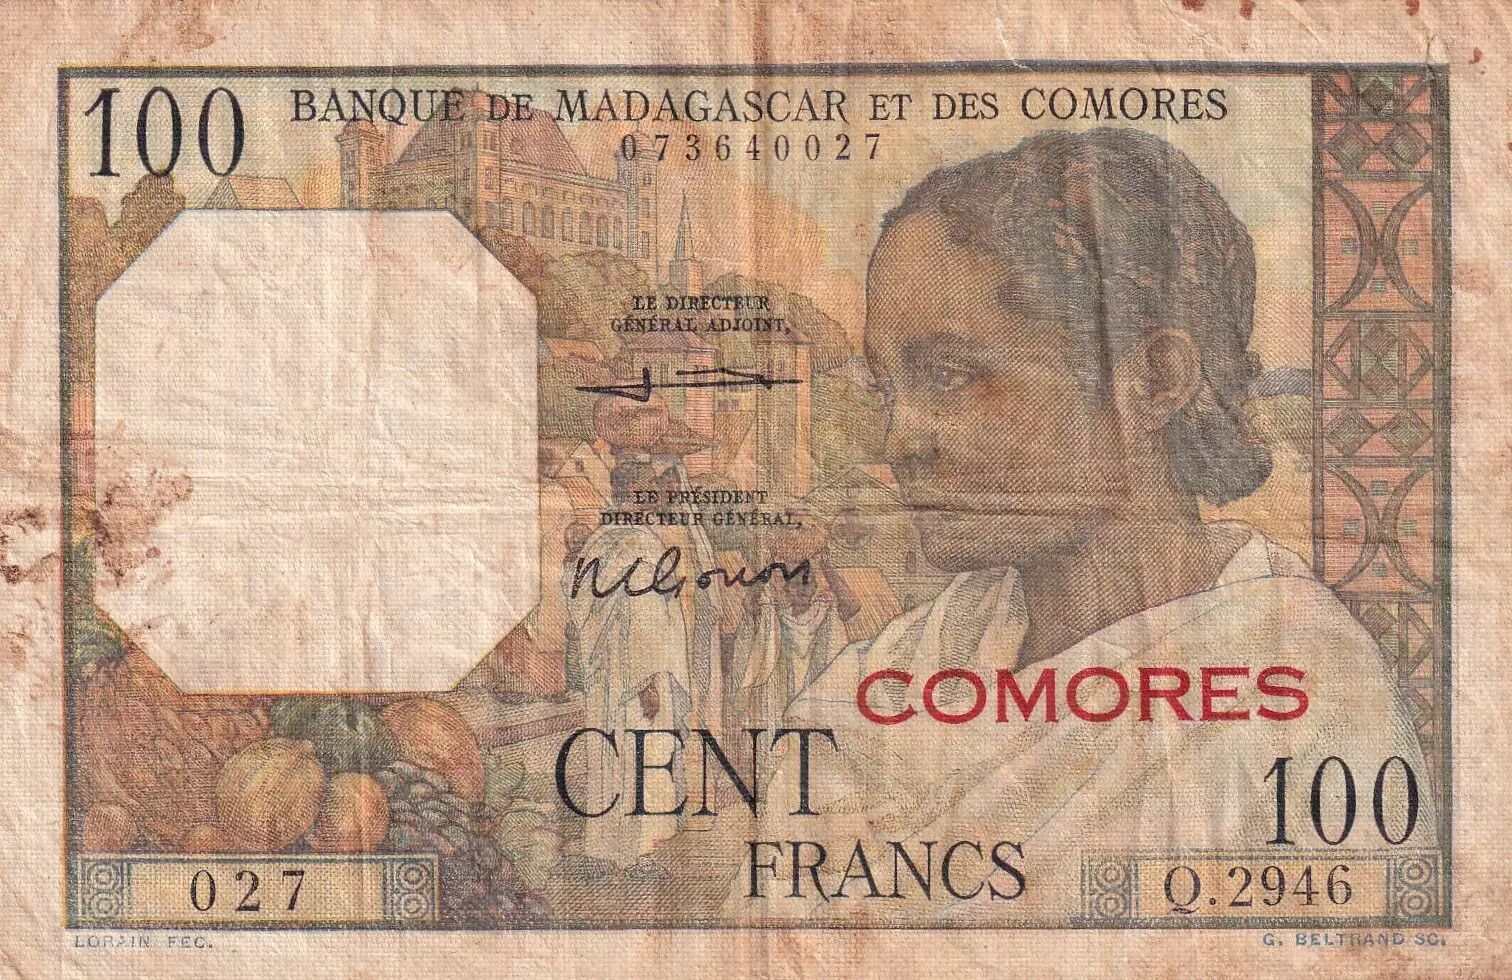 100 BANQUE DE MADAGASCAR ET DES COMORES
073640027
LE DIRECTEUR
GÉNÉRAL ADJOINT,
LE PRÉSIDENT
DIRECTEUR GÉNÉRAL,
COMORES
CENT
FRANCS
100
027
Q.2946
LORAIN FEC.
G. BELTRAND SC.